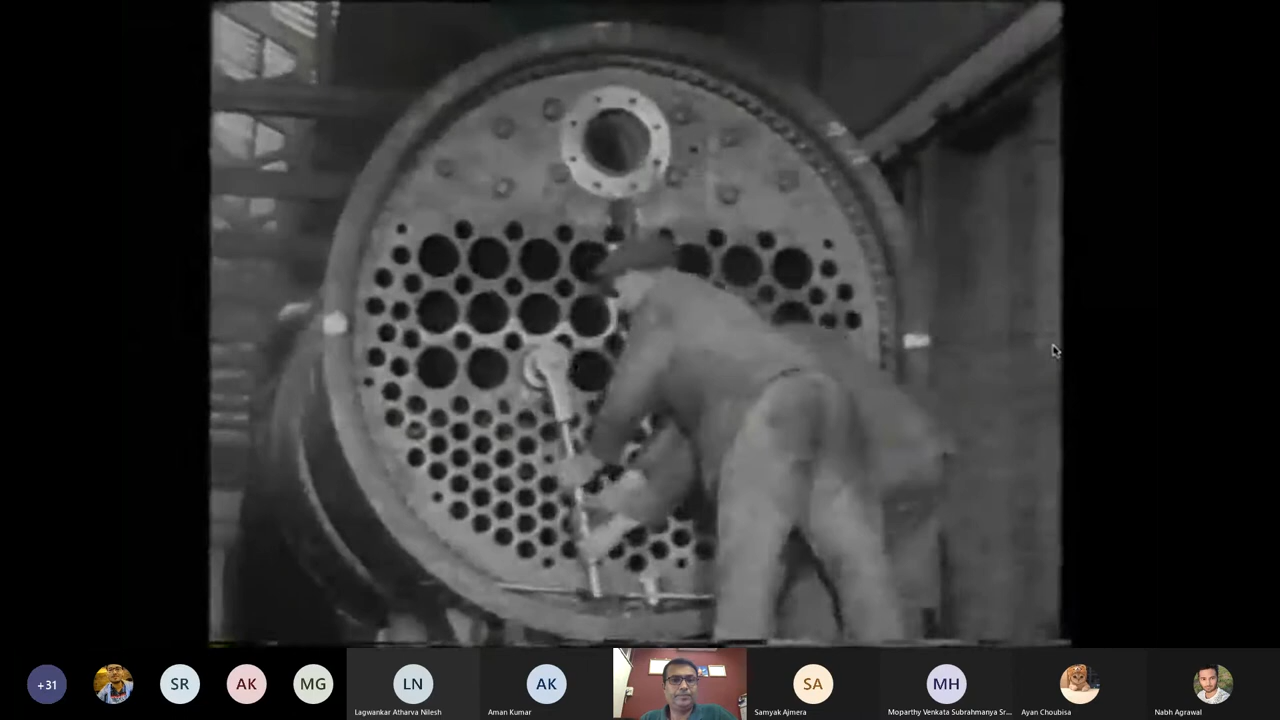 +31
SR
AK
MG
LN
Lagwankar Atharva Nilesh
AK
Aman Kumar
SA
Samyak Ajmera
MH
Moparthy Venkata Subrahmanya Sr...
Ayan Choubisa
Nabh Agrawal